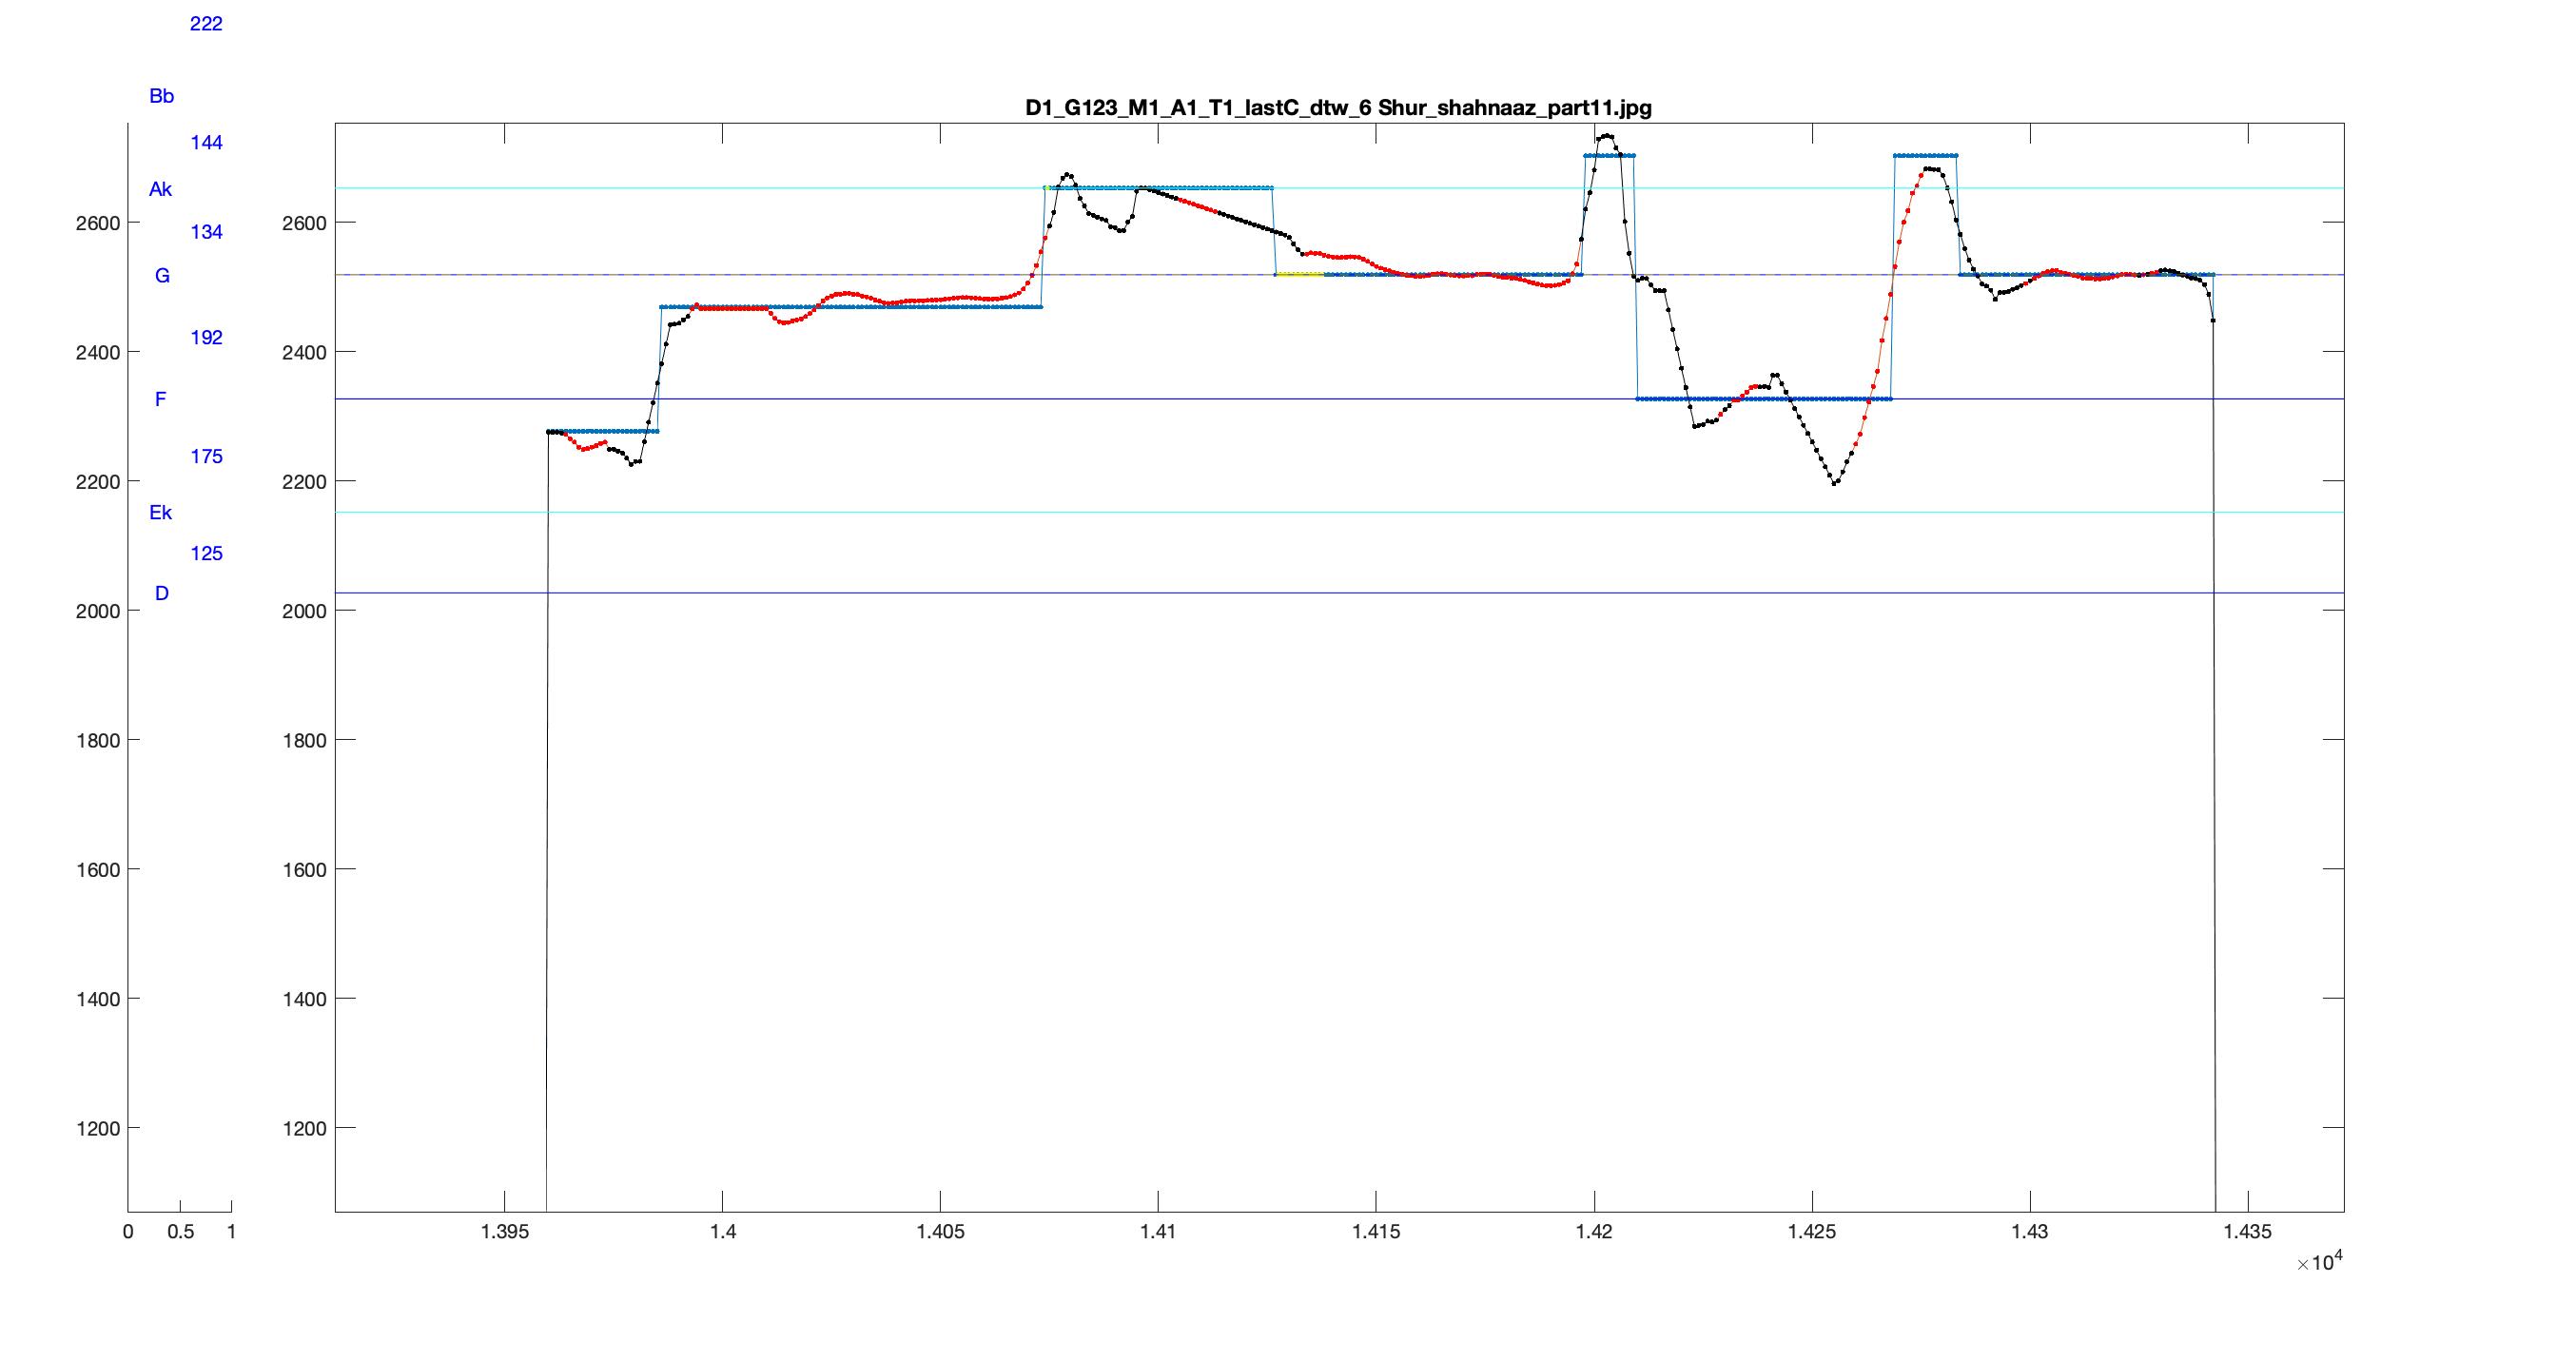 222
Bb
D1_G123_M1_A1_T1_lastC_dtw_6 Shur_shahnaaz_part11.jpg
144
Ak
2600 134 2600
G
192
2400 2400
F
175
2200 2200
Ek
125
D
2000 2000
1800 1800
1600 1600
1400 1400
1200 1200
0 0.5 1 1.395 1.4 1.405 1.41 1.415 1.42 1.425 1.43 1.435
×10^4